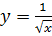 y = 1/√x